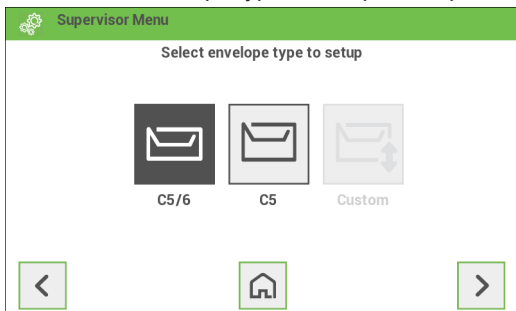 Supervisor Menu
Select envelope type to setup
C5/6
C5
Custom